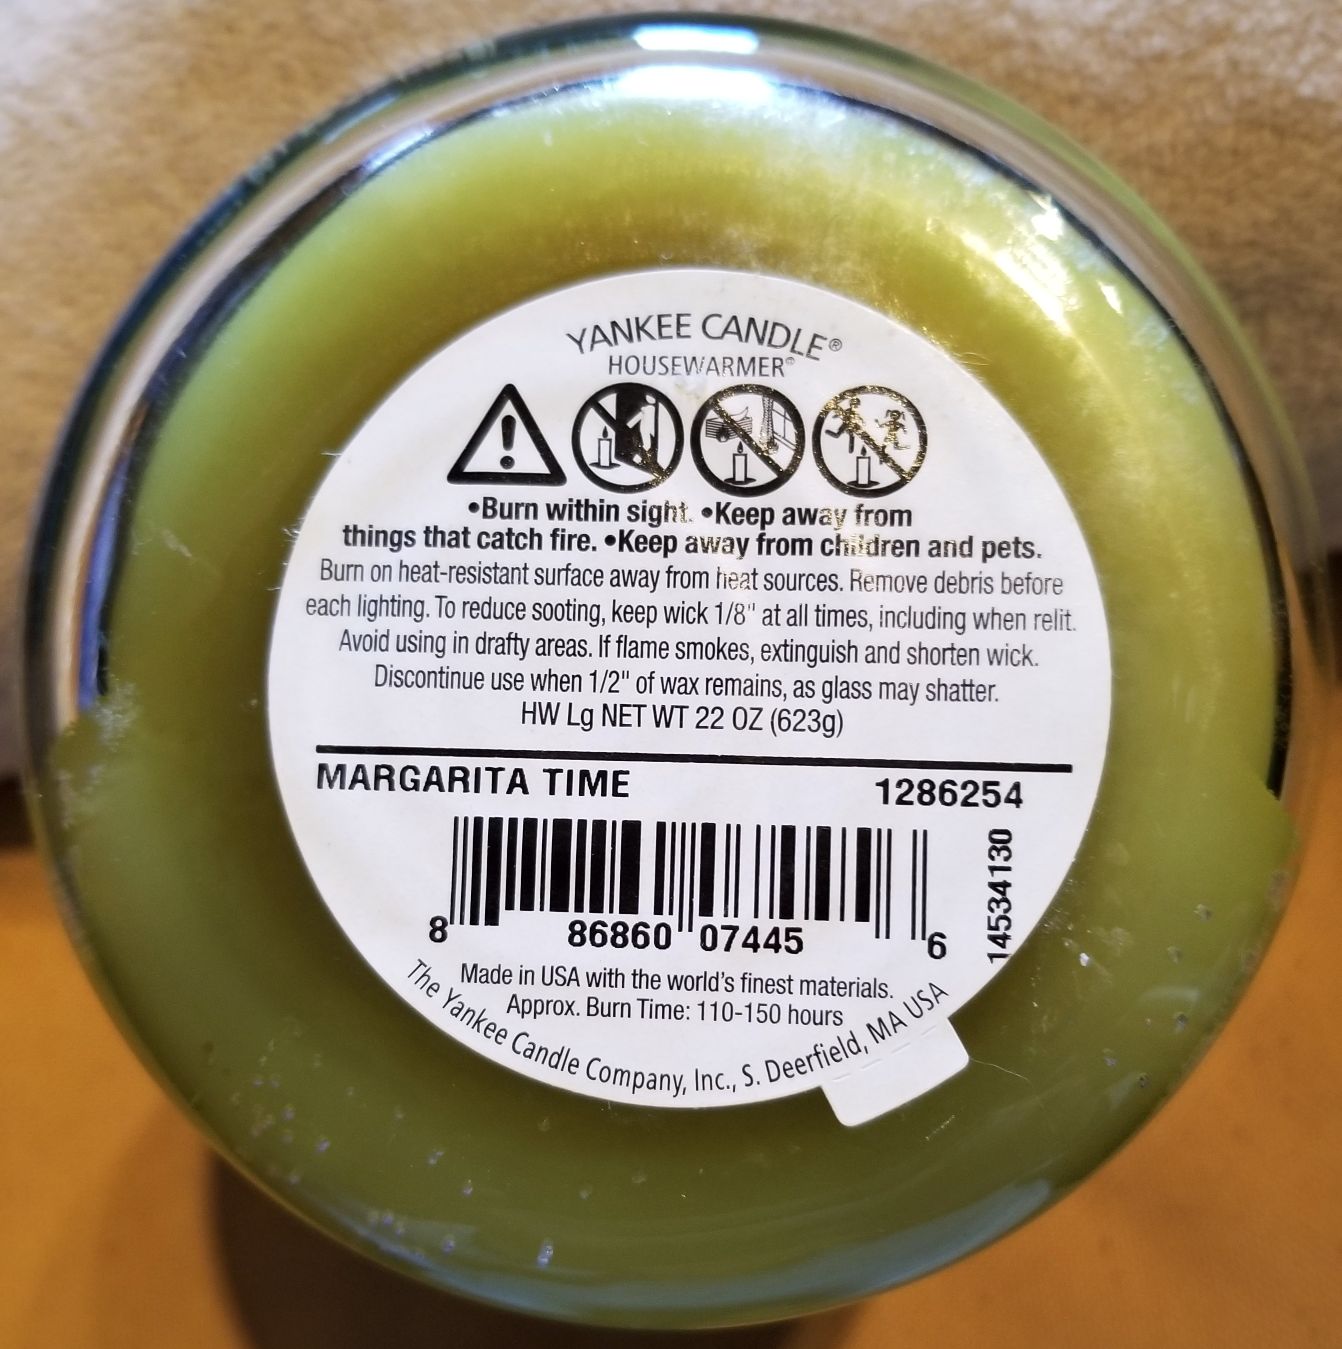 YANKEE CANDLE®
HOUSEWARMER®
•Burn within sight. •Keep away from
things that catch fire. •Keep away from children and pets.
Burn on heat-resistant surface away from heat sources. Remove debris before
each lighting. To reduce sooting, keep wick 1/8" at all times, including when relit.
Avoid using in drafty areas. If flame smokes, extinguish and shorten wick.
Discontinue use when 1/2" of wax remains, as glass may shatter.
HW Lg NET WT 22 OZ (623g)
MARGARITA TIME 1286254
14534130
8 86860 07445 6
Made in USA with the world's finest materials.
Approx. Burn Time: 110-150 hours
The Yankee Candle Company, Inc., S. Deerfield, MA USA